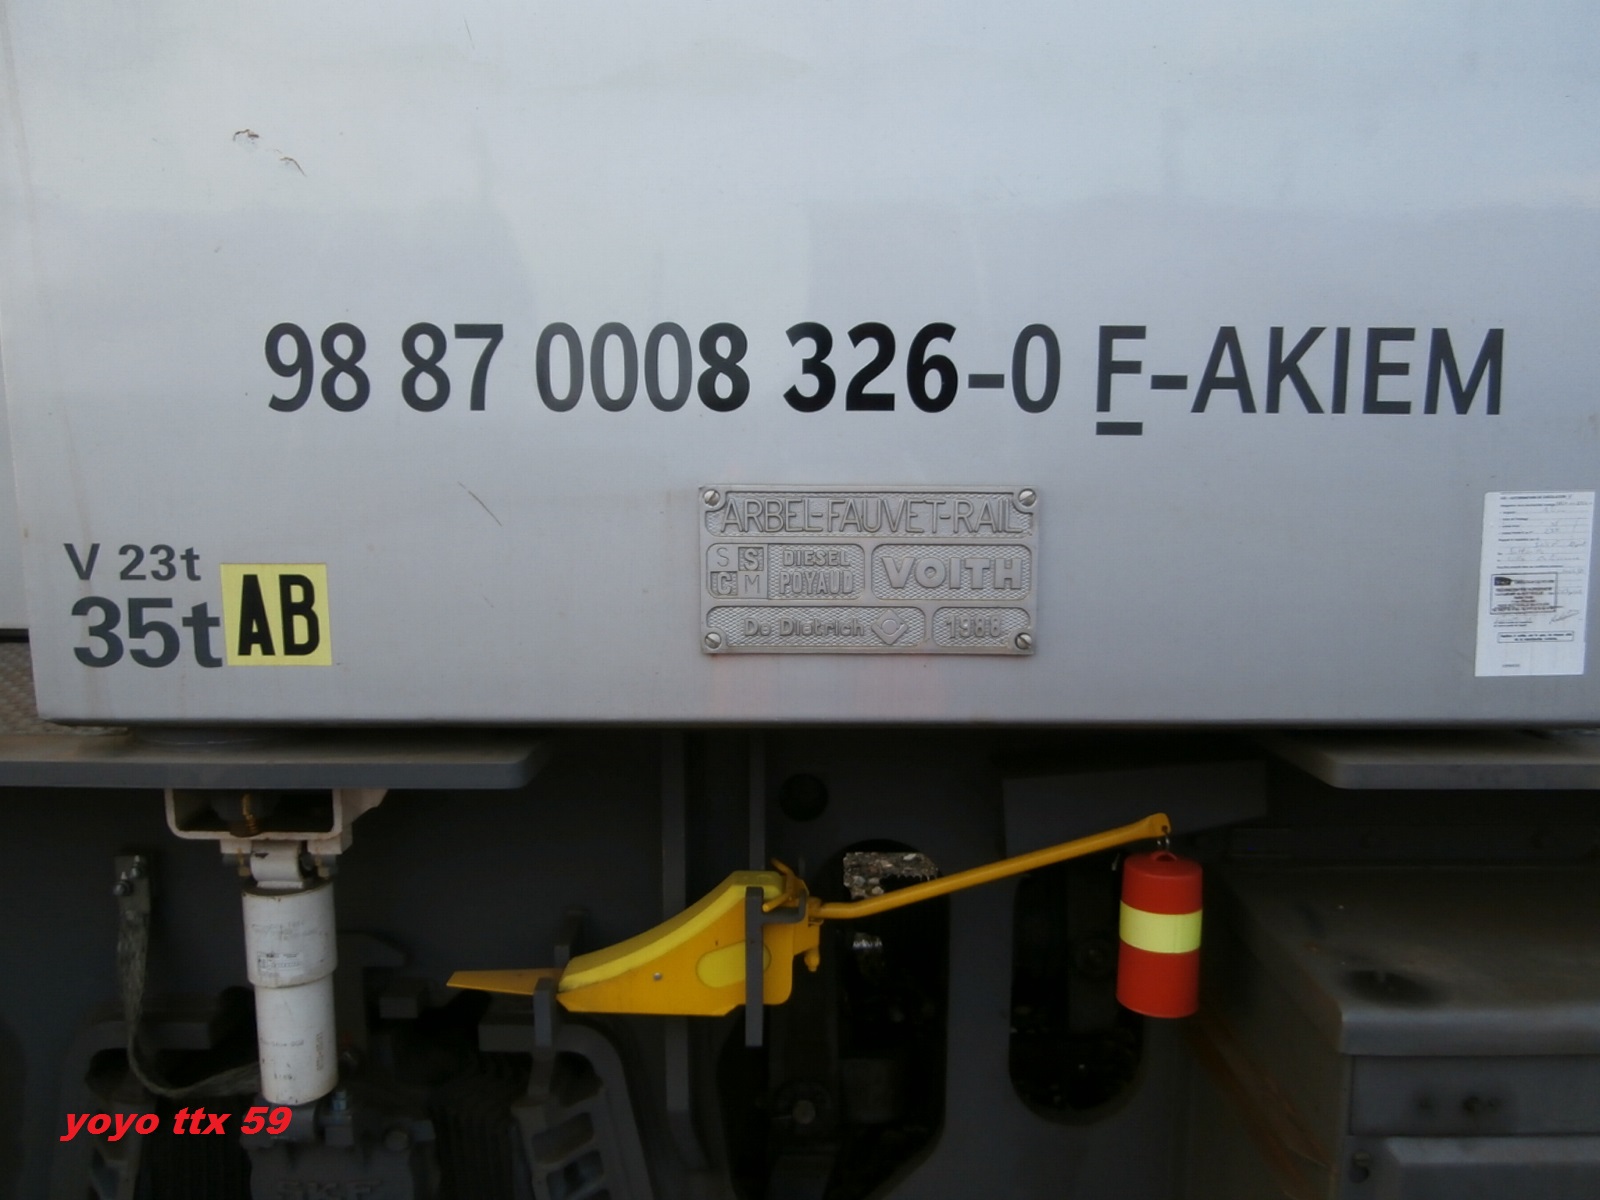 98 87 0008 326-0 F-AKIEM
ARBEL-FAUVET-RAIL
SSCM
DIESEL
POYAUD
VOITH
De Dietrich
1988
V 23t
35t
AB
yoyo ttx 59